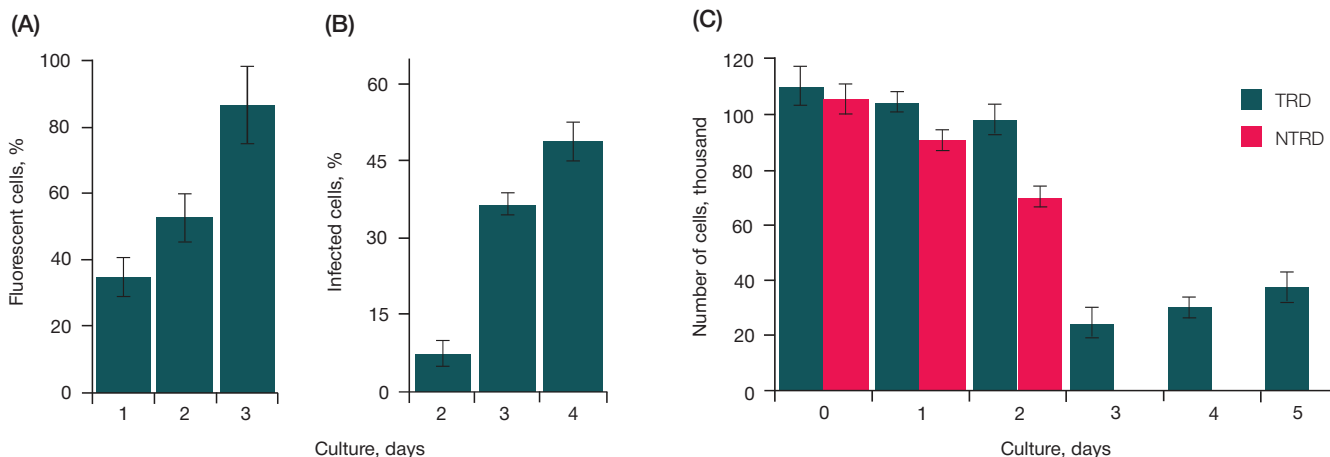 (A)
Fluorescent cells, %
100
80
60
40
20
0
1 2 3
(B)
Infected cells, %
60
45
30
15
0
2 3 4
Culture, days
(C)
Number of cells, thousand
120
100
80
60
40
20
0
0 1 2 3 4 5
Culture, days
TRD
NTRD